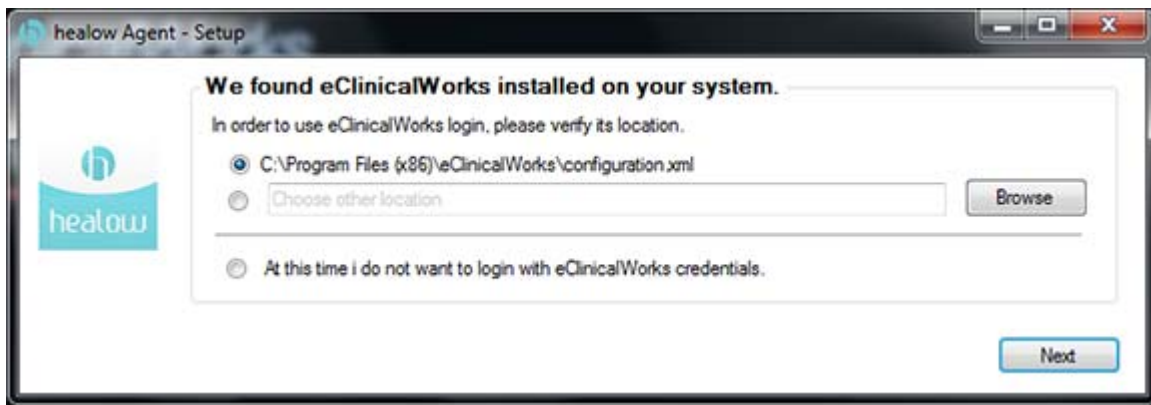 healow Agent - Setup
We found eClinicalWorks installed on your system.
In order to use eClinicalWorks login, please verify its location.
C:\Program Files (x86)\eClinicalWorks\configuration.xml
Choose other location
Browse
healow
At this time i do not want to login with eClinicalWorks credentials.
Next